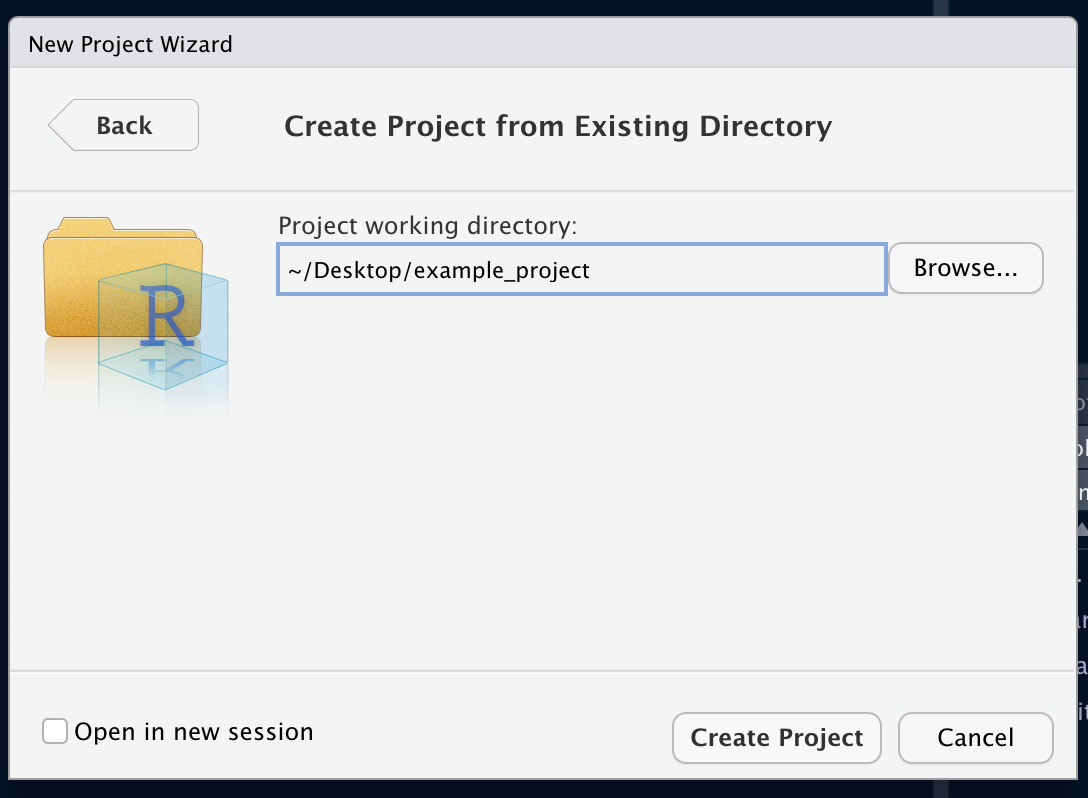 New Project Wizard
Back
Create Project from Existing Directory
Project working directory:
~/Desktop/example_project
Browse...
R
Open in new session
Create Project
Cancel